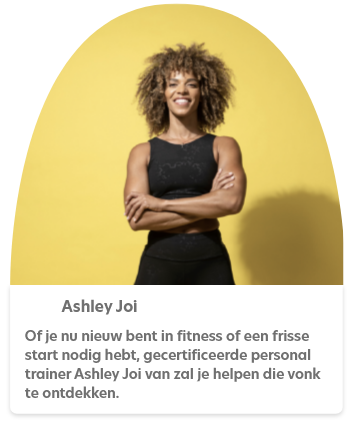 Ashley Joi
Of je nu nieuw bent in fitness of een frisse
start nodig hebt, gecertificeerde personal
trainer Ashley Joi van zal je helpen die vonk
te ontdekken.